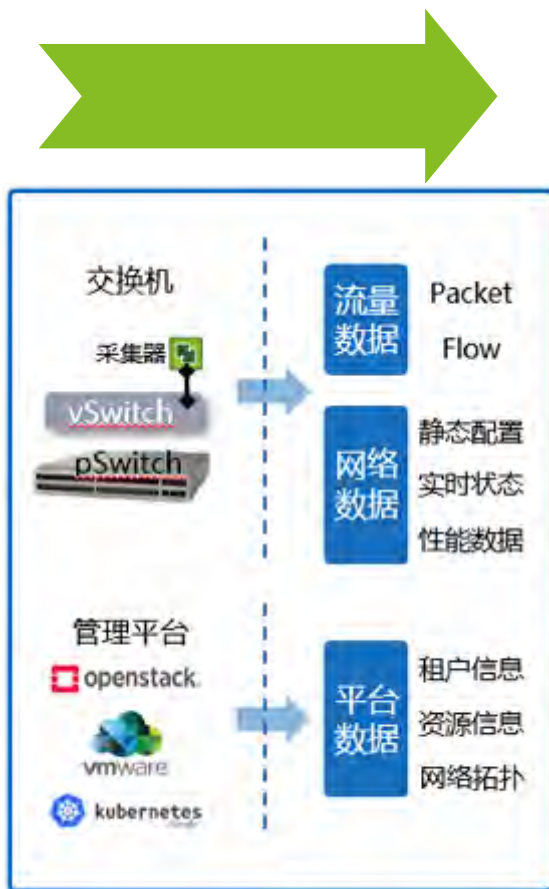 交换机
采集器
vSwitch
pSwitch
流量
数据
Packet
Flow
网络
数据
静态配置
实时状态
性能数据
管理平台
openstack.
vmware
kubernetes
平台
数据
租户信息
资源信息
网络拓扑